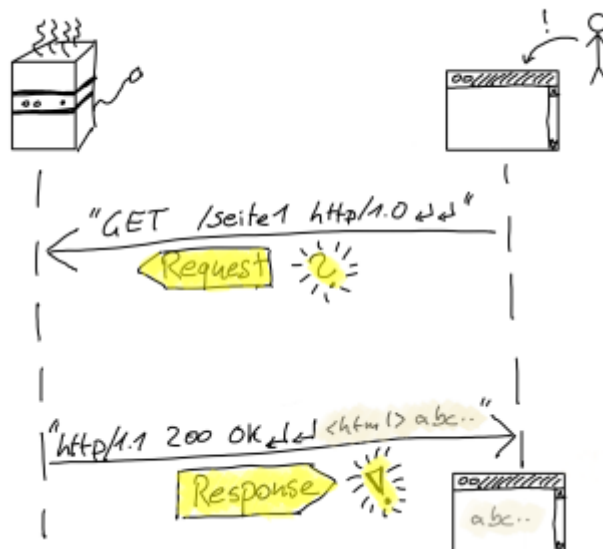 !
"GET /seite1 http/1.0 ↲↲"
Request ?
"http/1.1 200 OK ↲↲ <html> abc.."
Response !
abc..